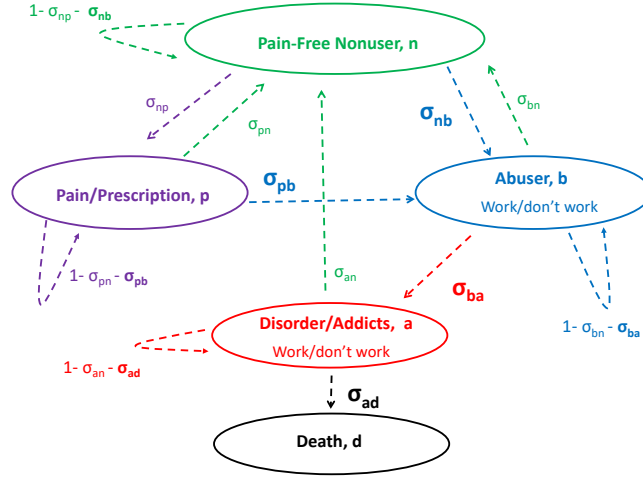 1- σnp - σnb
Pain-Free Nonuser, n
σnp
σpn
σnb
σbn
Pain/Prescription, p
σpb
Abuser, b
Work/don't work
1- σpn - σpb
σan
σba
1- σbn - σba
Disorder/Addicts, a
Work/don't work
1- σan - σad
σad
Death, d